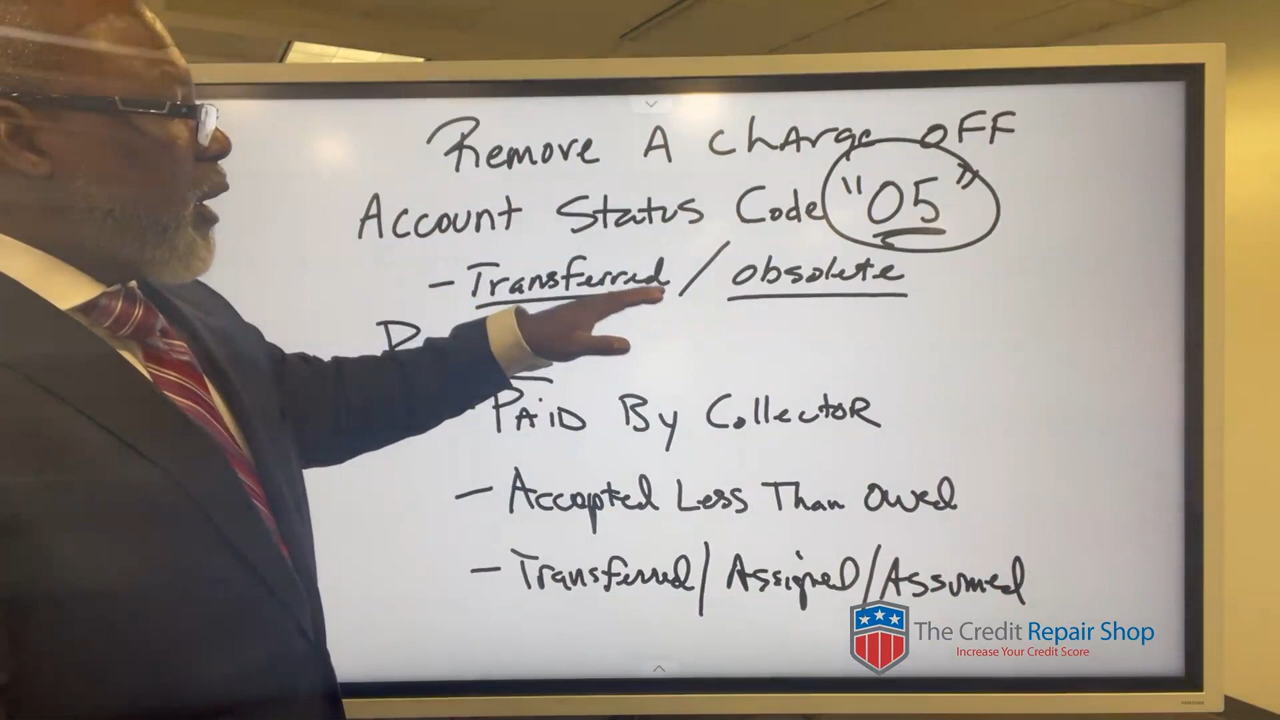 Remove A chArge oFF
Account Status Code "05"
- Transferred / obsolete
PAiD By CollectoR
- Accepted Less Than Owed
- Transferred / Assigned / Assumed
The Credit Repair Shop
Increase Your Credit Score